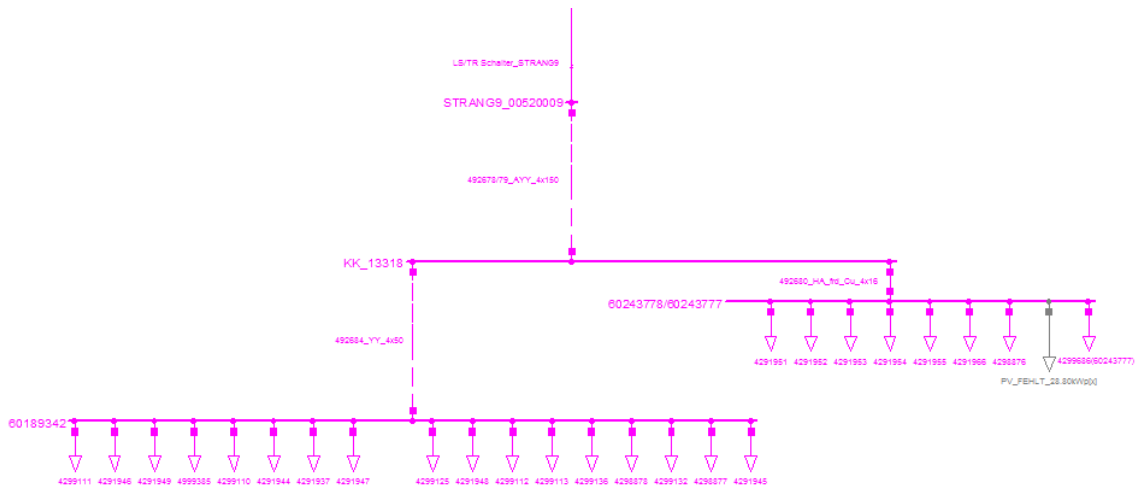 LS/TR Schalter_STRANG9
STRANG9_00520009
492678/79_AYY_4x150
KK_13318
492680_HA_frd_Cu_4x16
60243778/60243777
492684_YY_4x50
4291951 4291952 4291953 4291954 4291955 4291966 4298876 4299686(60243777)
PV_FEHLT_28.80kWp[x]
60189342
4299111 4291946 4291949 4999385 4299110 4291944 4291937 4291947 4299125 4291948 4299112 4299113 4299136 4298878 4299132 4298877 4291945